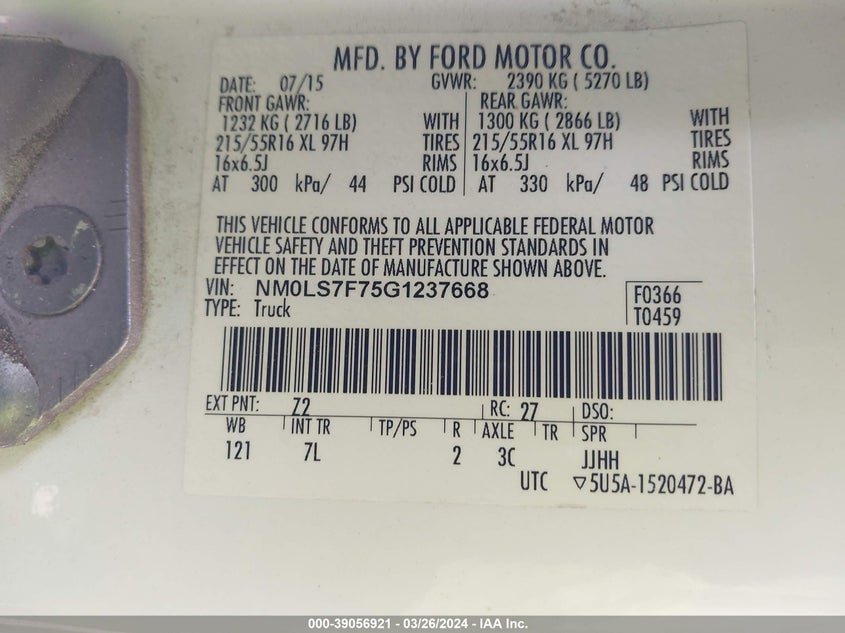 MFD. BY FORD MOTOR CO.
DATE: 07/15 GVWR: 2390 KG ( 5270 LB)
FRONT GAWR: REAR GAWR:
1232 KG ( 2716 LB) WITH 1300 KG ( 2866 LB) WITH
215/55R16 XL 97H TIRES 215/55R16 XL 97H TIRES
16x6.5J RIMS 16x6.5J RIMS
AT 300 kPa/ 44 PSI COLD AT 330 kPa/ 48 PSI COLD
THIS VEHICLE CONFORMS TO ALL APPLICABLE FEDERAL MOTOR
VEHICLE SAFETY AND THEFT PREVENTION STANDARDS IN
EFFECT ON THE DATE OF MANUFACTURE SHOWN ABOVE.
VIN: NM0LS7F75G1237668 F0366
TYPE: Truck T0459
EXT PNT: Z2 RC: 27 DSO:
WB INT TR TP/PS R AXLE TR SPR
121 7L 2 3C JJHH
UTC ▽5U5A-1520472-BA
000-39056921 - 03/26/2024 - IAA Inc.